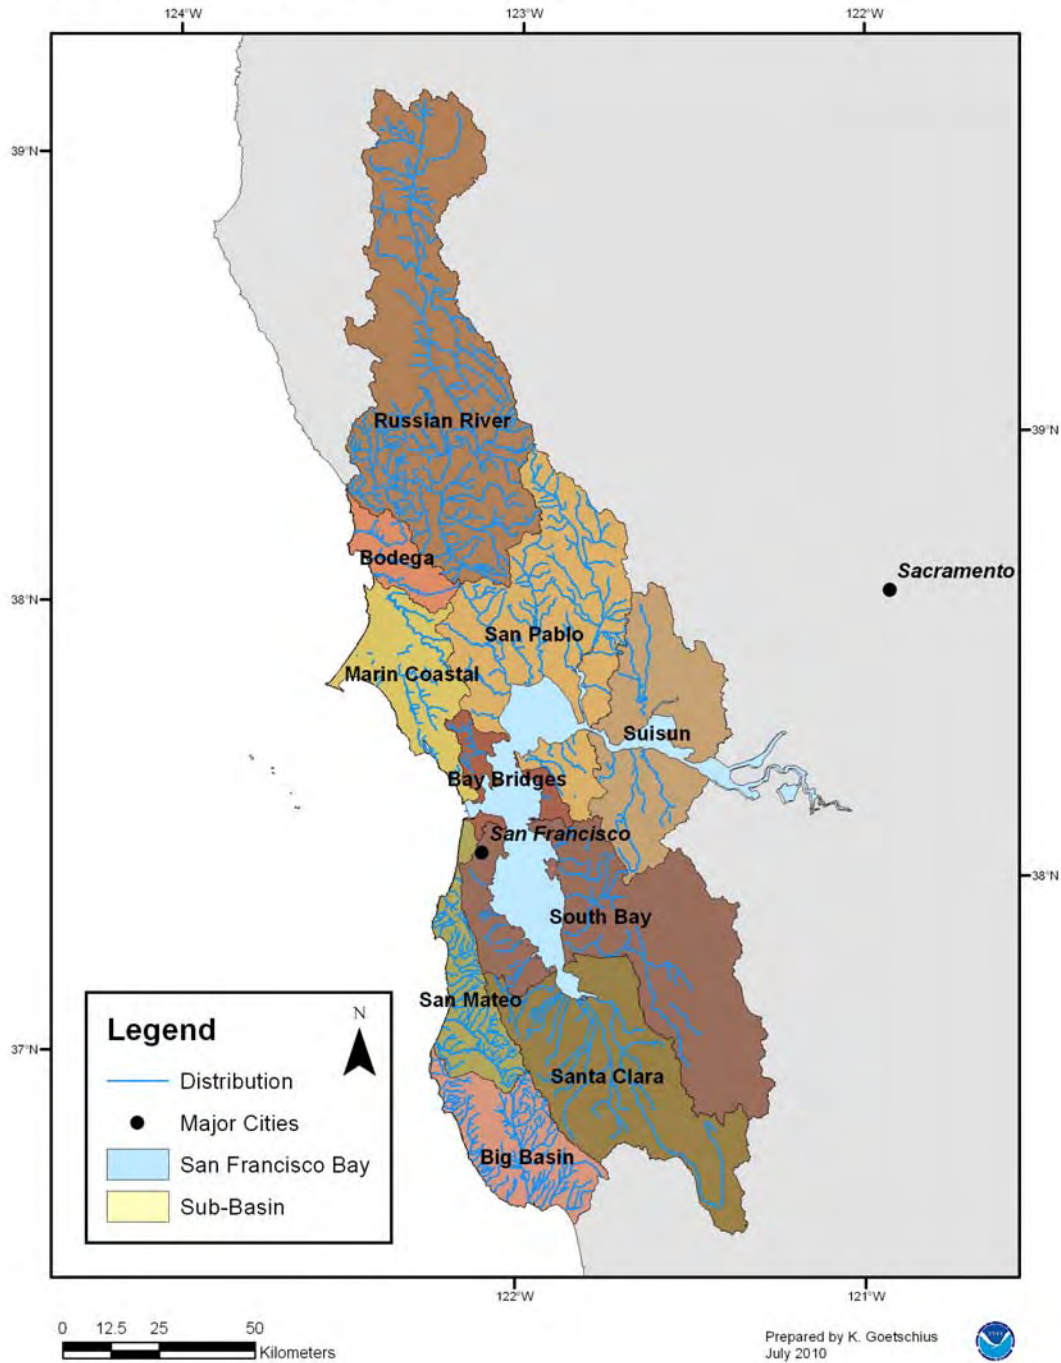 124°W 123°W 122°W
39°N
39°N
Russian River
Bodega
Sacramento
38°N
San Pablo
Marin Coastal
Suisun
Bay Bridges
San Francisco
38°N
South Bay
San Mateo
37°N
Santa Clara
Big Basin
Legend
N
Distribution
Major Cities
San Francisco Bay
Sub-Basin
122°W 121°W
0 12.5 25 50
Kilometers
Prepared by K. Goetschius
July 2010